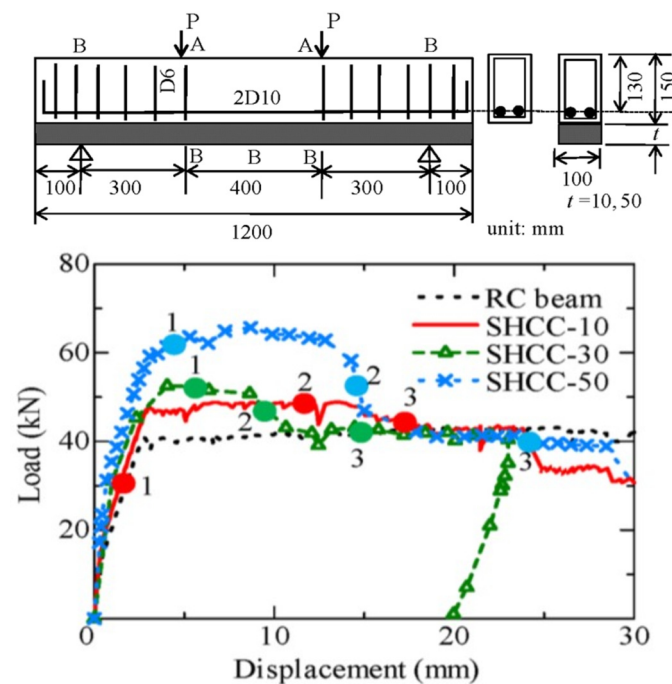 P P
B A A B
D6
2D10
130
150
t
B B B
100 300 400 300 100
100
t =10, 50
1200
unit: mm
80
60
40
20
0
Load (kN)
RC beam
SHCC-10
SHCC-30
SHCC-50
1
1
2
2
3
2
3
1
3
0 10 20 30
Displacement (mm)